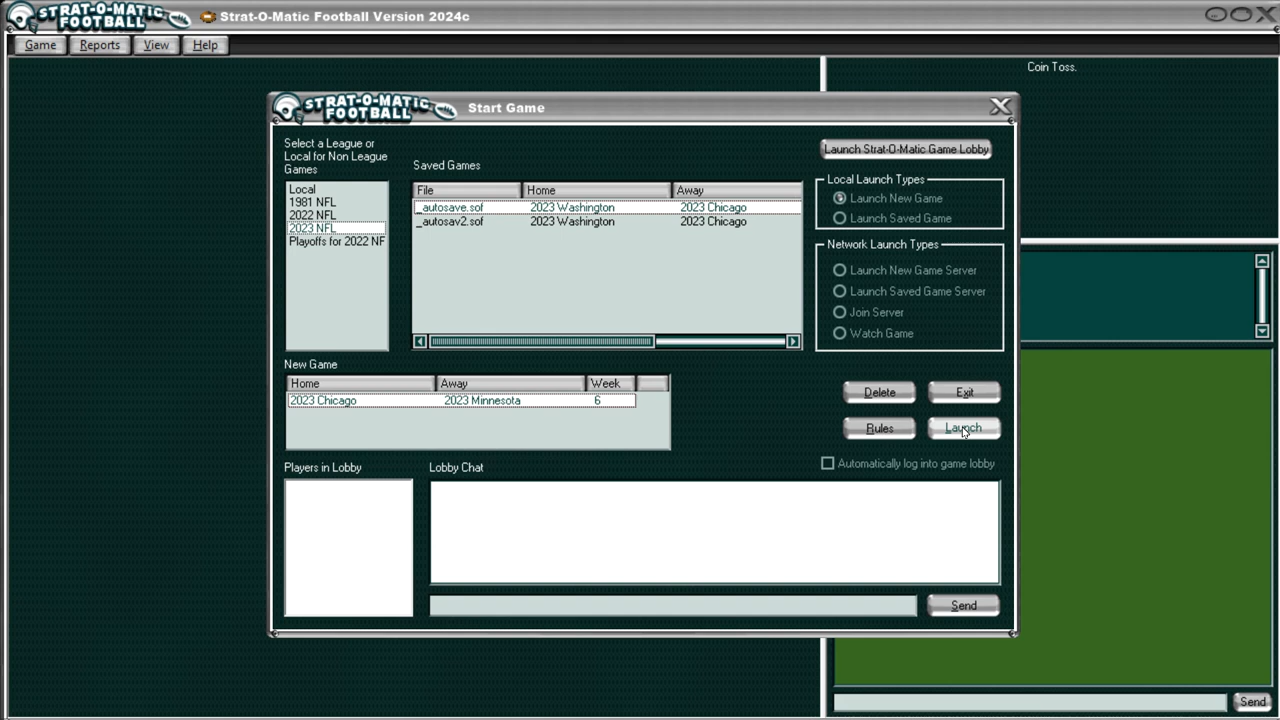 STRAT-O-MATIC FOOTBALL
Strat-O-Matic Football Version 2024c
Game
Reports
View
Help
Coin Toss.
STRAT-O-MATIC FOOTBALL
Start Game
Select a League or
Local for Non League
Games
Local
1981 NFL
2022 NFL
2023 NFL
Playoffs for 2022 NF
Saved Games
File Home Away
_autosave.sof 2023 Washington 2023 Chicago
_autosav2.sof 2023 Washington 2023 Chicago
Launch Strat-O-Matic Game Lobby
Local Launch Types
Launch New Game
Launch Saved Game
Network Launch Types
Launch New Game Server
Launch Saved Game Server
Join Server
Watch Game
New Game
Home Away Week
2023 Chicago 2023 Minnesota 6
Delete
Exit
Rules
Launch
Automatically log into game lobby
Players in Lobby
Lobby Chat
Send
Send